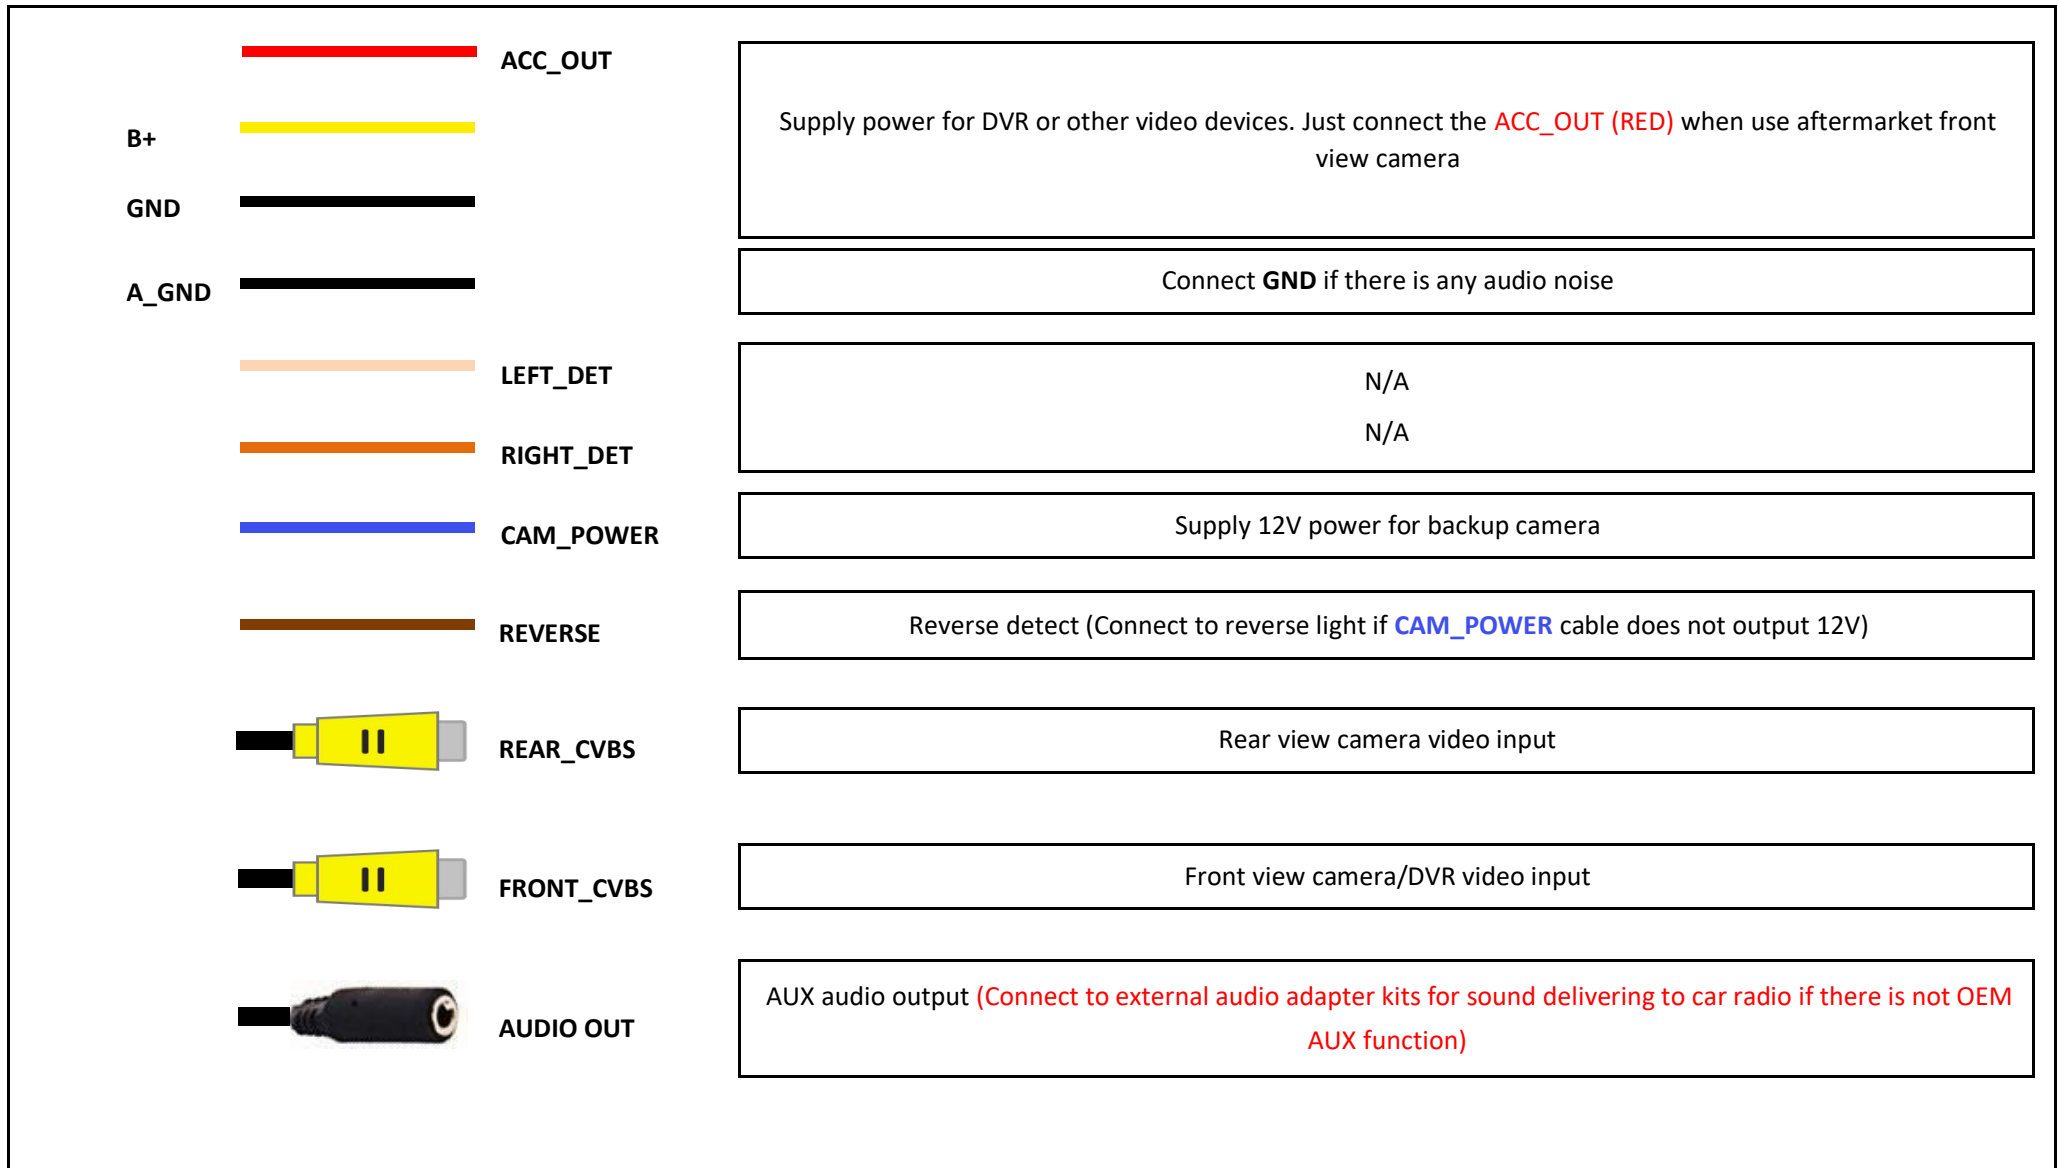 ACC_OUT
Supply power for DVR or other video devices. Just connect the ACC_OUT (RED) when use aftermarket front
view camera
B+
GND
A_GND
Connect GND if there is any audio noise
LEFT_DET
N/A
RIGHT_DET
N/A
CAM_POWER
Supply 12V power for backup camera
REVERSE
Reverse detect (Connect to reverse light if CAM_POWER cable does not output 12V)
REAR_CVBS
Rear view camera video input
FRONT_CVBS
Front view camera/DVR video input
AUDIO OUT
AUX audio output (Connect to external audio adapter kits for sound delivering to car radio if there is not OEM
AUX function)